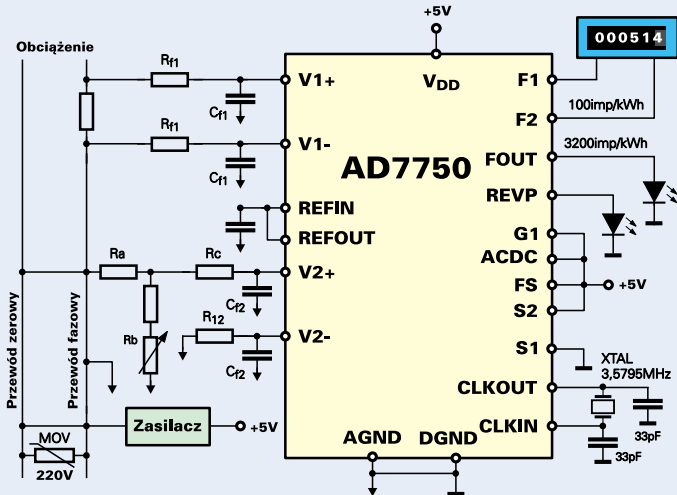 +5V
000514
Obciążenie
Rf1
Cf1
V1+
VDD
F1
100imp/kWh
F2
Rf1
Cf1
V1-
3200imp/kWh
FOUT
AD7750
REVP
REFIN
REFOUT
G1
ACDC
Ra
Rc
Cf2
V2+
FS
+5V
S2
Rb
R12
Cf2
V2-
S1
Przewód zerowy
Przewód fazowy
XTAL
3,5795MHz
CLKOUT
33pF
CLKIN
33pF
Zasilacz
+5V
AGND
DGND
MOV
220V